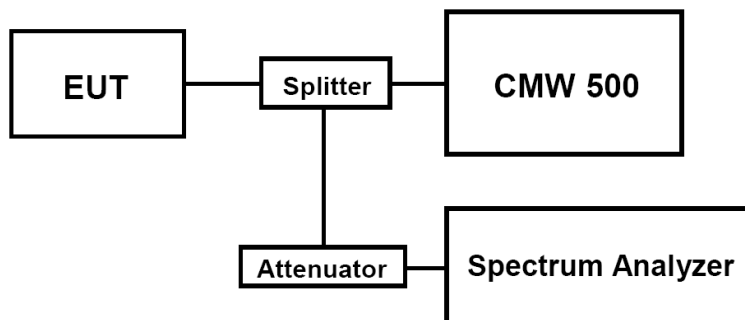 EUT
Splitter
CMW 500
Attenuator
Spectrum Analyzer